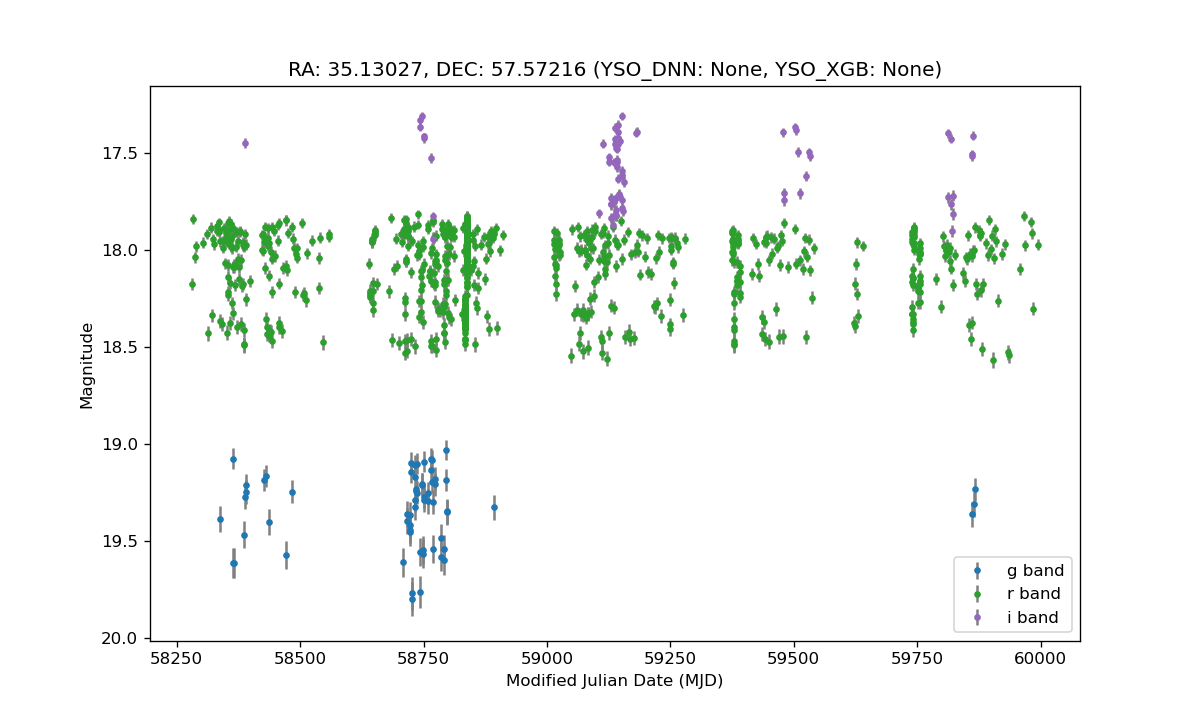 RA: 35.13027, DEC: 57.57216 (YSO_DNN: None, YSO_XGB: None)
Magnitude
17.5
18.0
18.5
19.0
19.5
20.0
58250 58500 58750 59000 59250 59500 59750 60000
Modified Julian Date (MJD)
g band
r band
i band